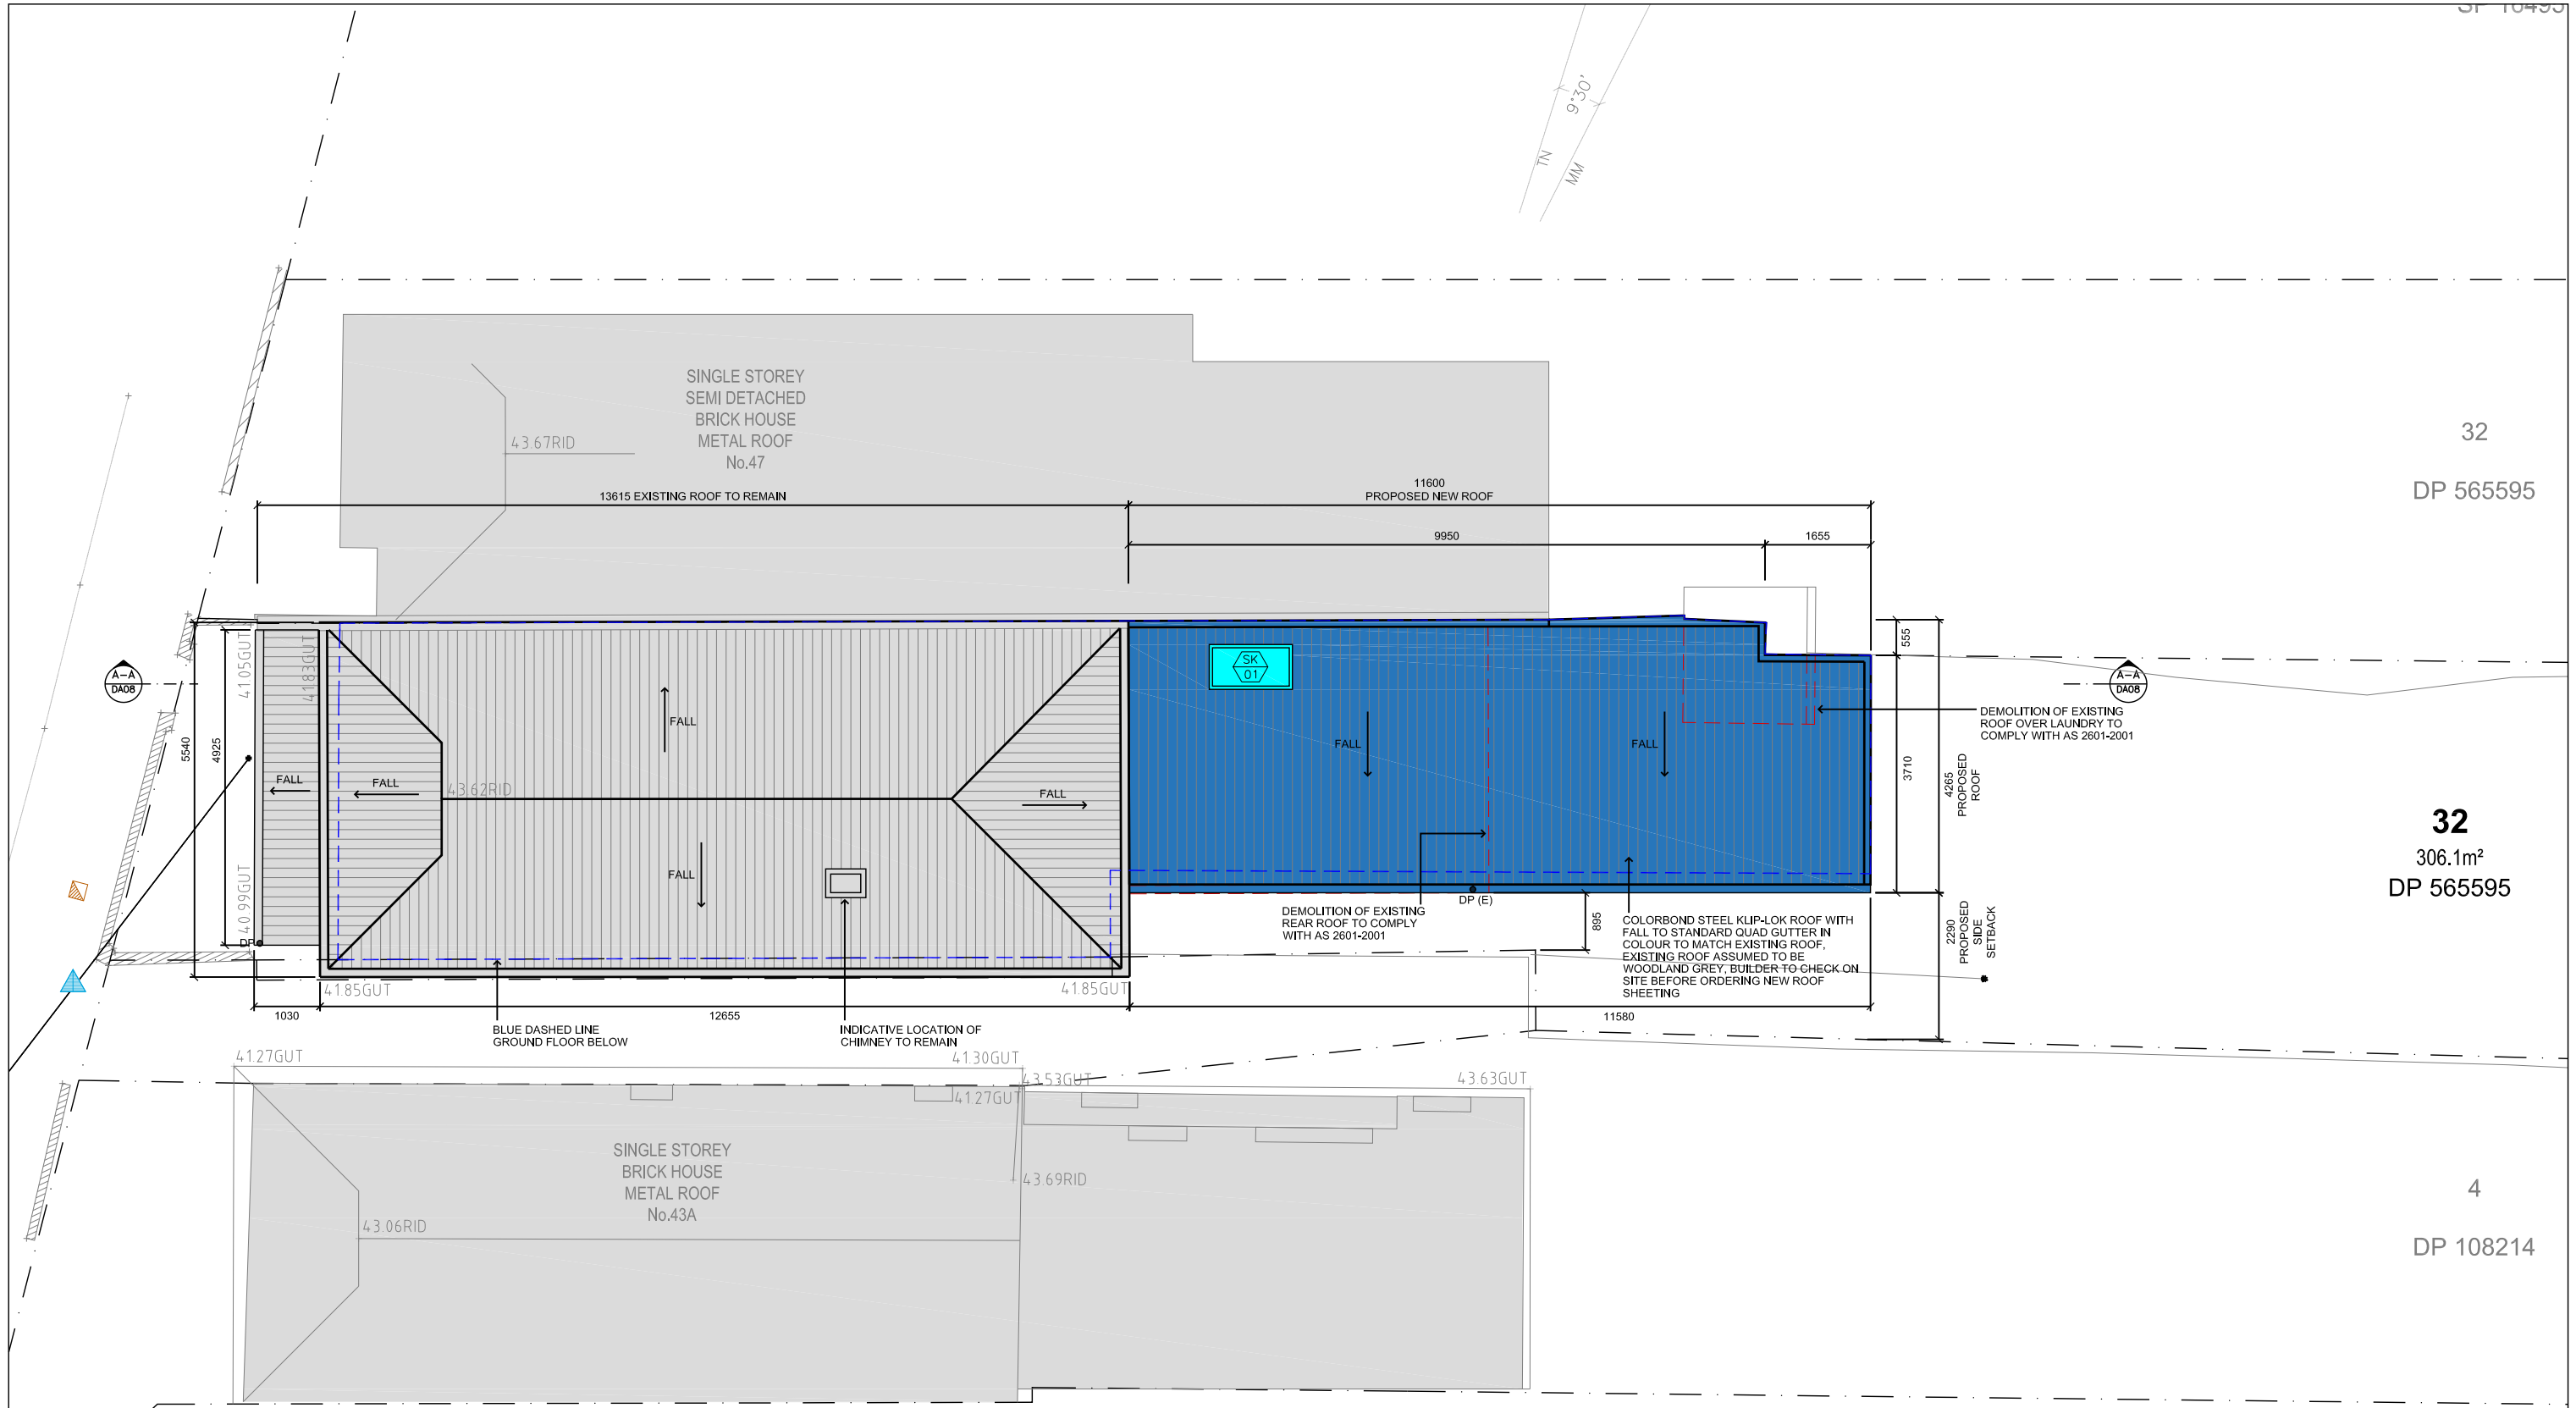 SP 16495
9°30'
TN
MM
SINGLE STOREY
SEMI DETACHED
BRICK HOUSE
METAL ROOF
No.47
43.67RID
32
DP 565595
13615 EXISTING ROOF TO REMAIN
11600
PROPOSED NEW ROOF
9950
1655
41.05GUT
41.83GUT
SK
01
555
A-A
DA08
A-A
DA08
DEMOLITION OF EXISTING
ROOF OVER LAUNDRY TO
COMPLY WITH AS 2601-2001
5540
4925
FALL
FALL
FALL
FALL
FALL
FALL
FALL
43.62RID
3710
4265
PROPOSED
ROOF
32
306.1m²
DP 565595
40.99GUT
DP
DP (E)
DEMOLITION OF EXISTING
REAR ROOF TO COMPLY
WITH AS 2601-2001
895
COLORBOND STEEL KLIP-LOK ROOF WITH
FALL TO STANDARD QUAD GUTTER IN
COLOUR TO MATCH EXISTING ROOF,
EXISTING ROOF ASSUMED TO BE
WOODLAND GREY, BUILDER TO CHECK ON
SITE BEFORE ORDERING NEW ROOF
SHEETING
2290
PROPOSED
SIDE
SETBACK
41.85GUT
41.85GUT
1030
12655
11580
BLUE DASHED LINE
GROUND FLOOR BELOW
INDICATIVE LOCATION OF
CHIMNEY TO REMAIN
41.27GUT
41.30GUT
43.53GUT
41.27GUT
43.63GUT
SINGLE STOREY
BRICK HOUSE
METAL ROOF
No.43A
43.69RID
43.06RID
4
DP 108214